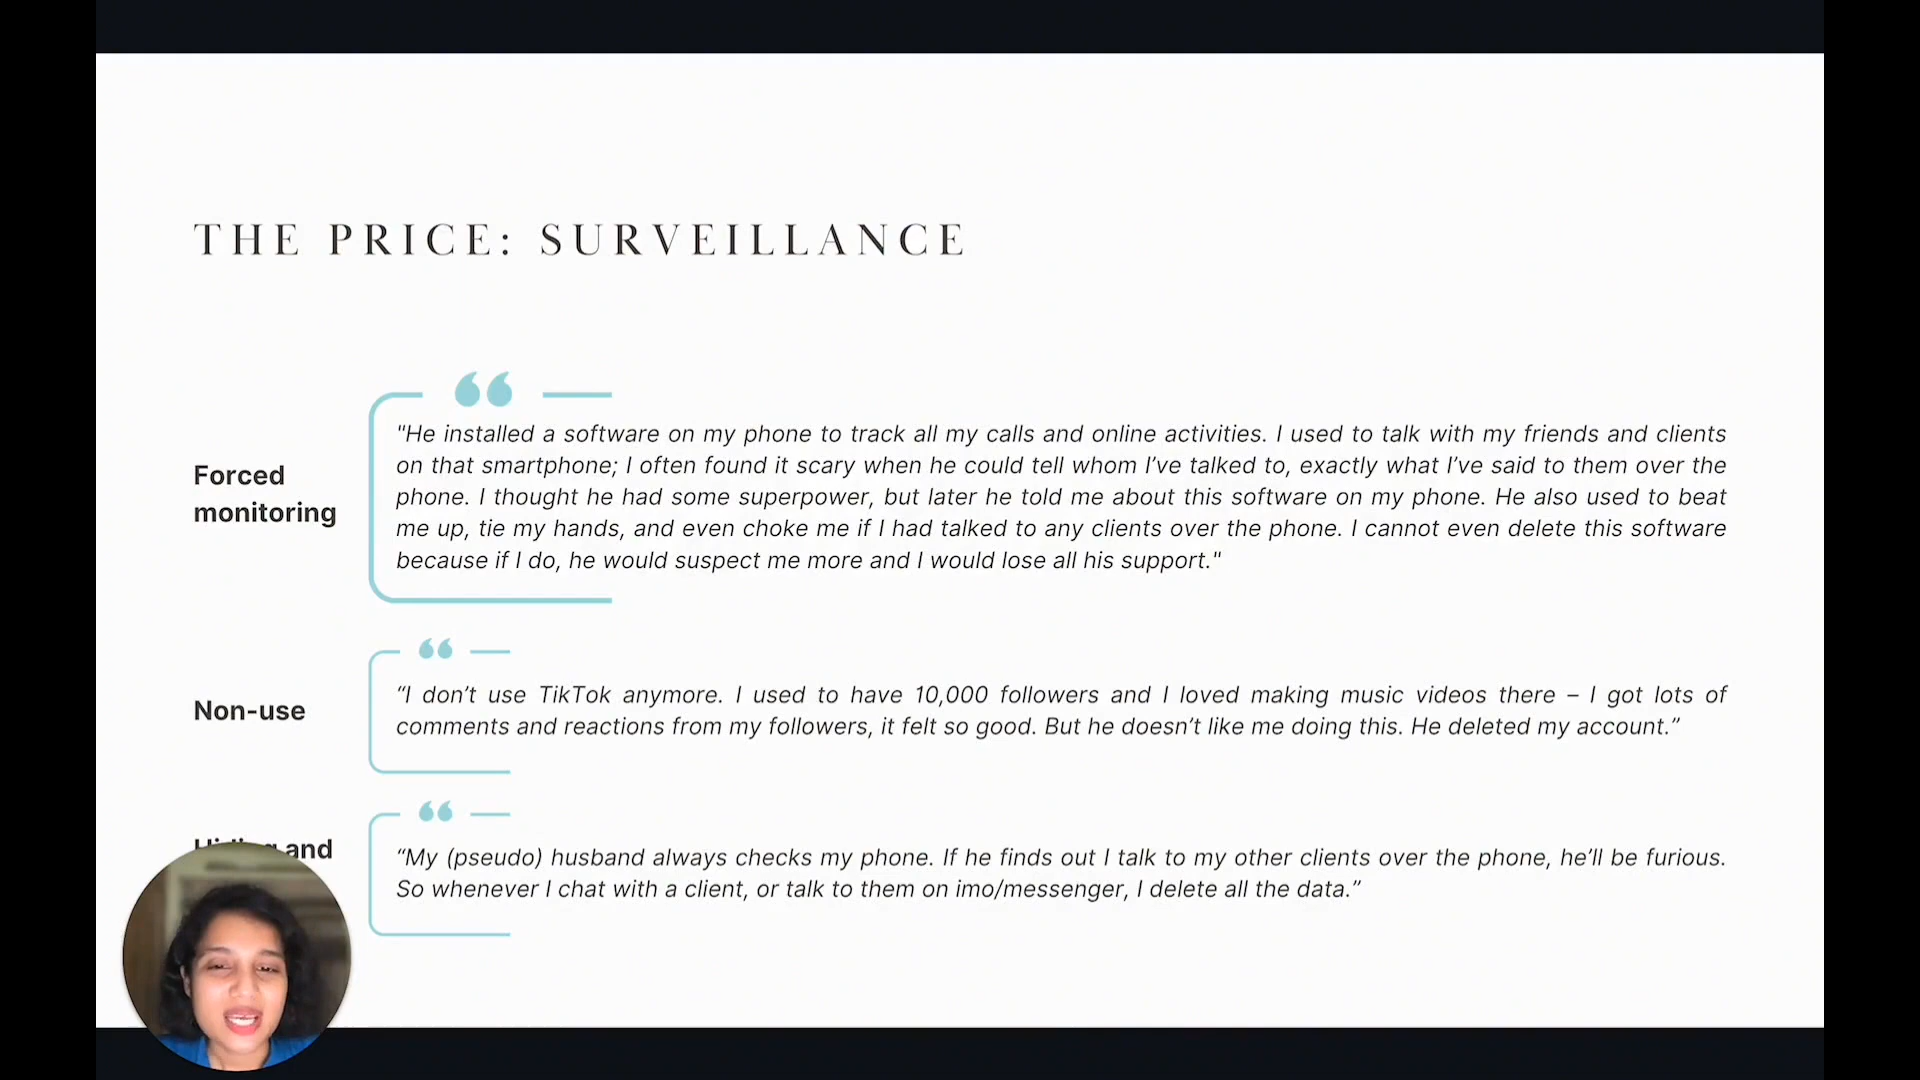 THE PRICE: SURVEILLANCE
Forced
monitoring
"He installed a software on my phone to track all my calls and online activities. I used to talk with my friends and clients
on that smartphone; I often found it scary when he could tell whom I’ve talked to, exactly what I’ve said to them over the
phone. I thought he had some superpower, but later he told me about this software on my phone. He also used to beat
me up, tie my hands, and even choke me if I had talked to any clients over the phone. I cannot even delete this software
because if I do, he would suspect me more and I would lose all his support."
Non-use
“I don’t use TikTok anymore. I used to have 10,000 followers and I loved making music videos there – I got lots of
comments and reactions from my followers, it felt so good. But he doesn’t like me doing this. He deleted my account.”
and
“My (pseudo) husband always checks my phone. If he finds out I talk to my other clients over the phone, he’ll be furious.
So whenever I chat with a client, or talk to them on imo/messenger, I delete all the data.”